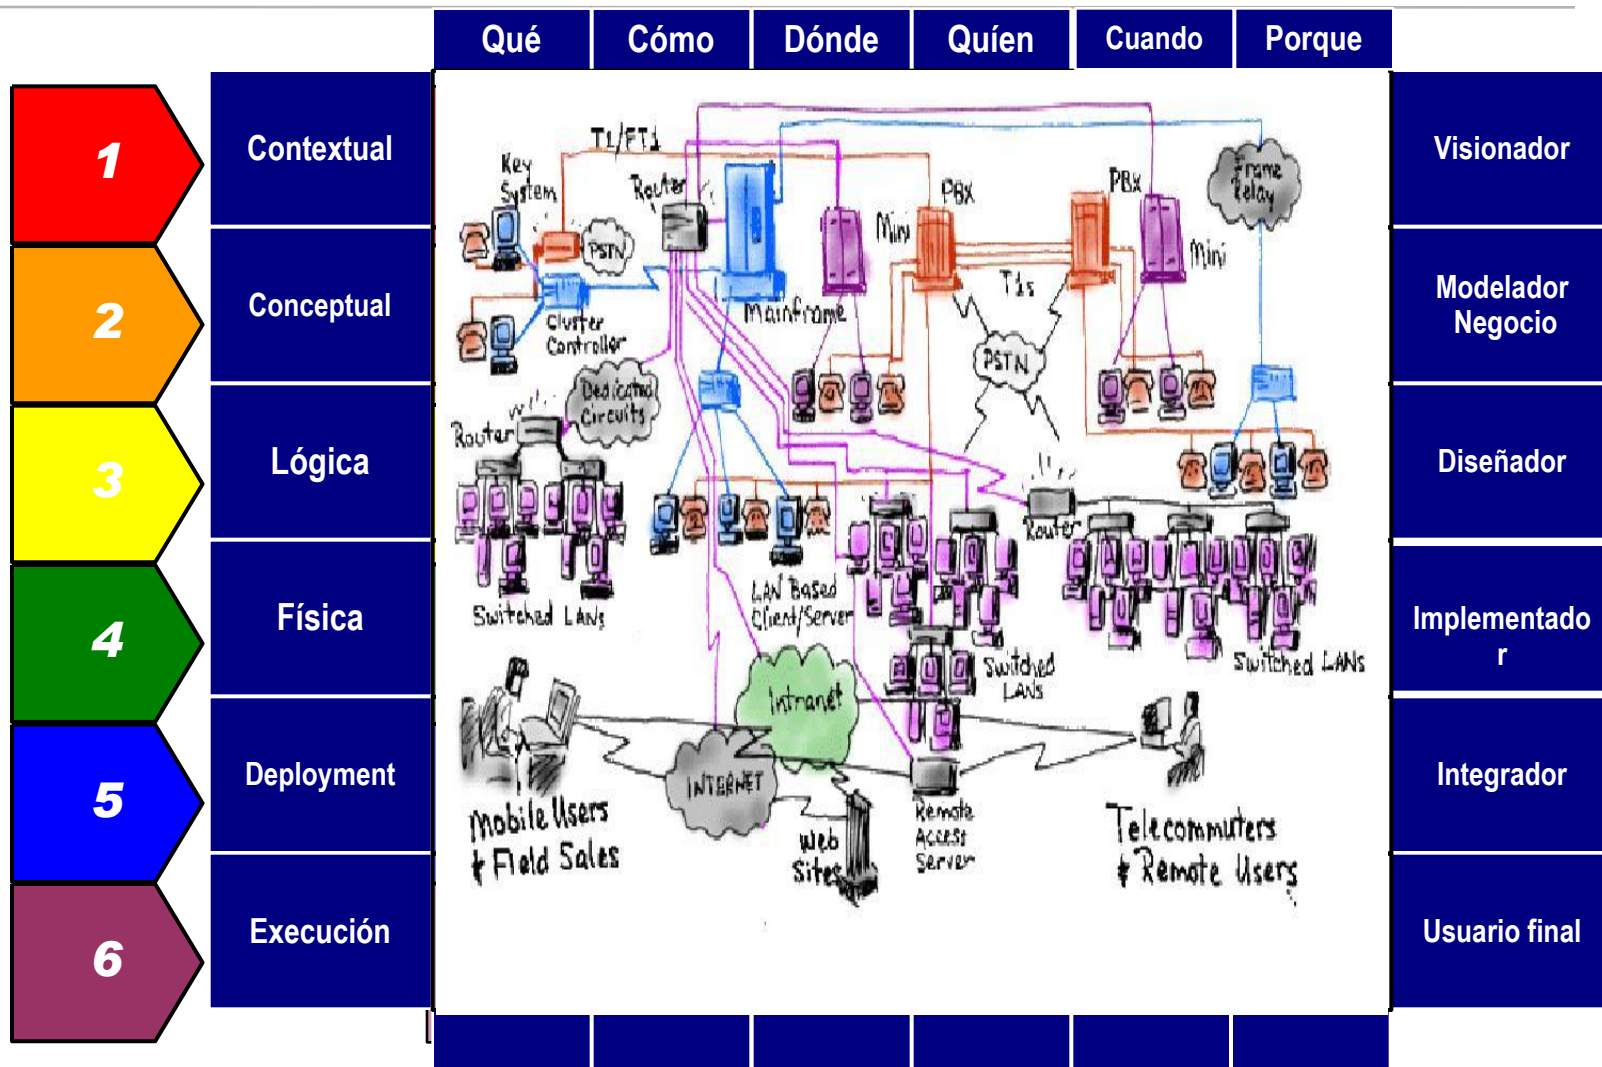 Qué
Cómo
Dónde
Quíen
Cuando
Porque
1
Contextual
Visionador
2
Conceptual
Modelador
Negocio
3
Lógica
Diseñador
4
Física
Implementado
r
5
Deployment
Integrador
6
Execución
Usuario final
T1/FT1
Key
System
Router
PBX
PBX
Frame
Relay
PSTN
Mini
Mini
T1s
Mainframe
Cluster
Controller
PSTN
Dedicated
Circuits
Router
Router
LAN Based
Client/Server
Switched LANs
Switched
LANs
Switched LANs
Intranet
INTERNET
Mobile Users
& Field Sales
Web
Sites
Remote
Access
Server
Telecommuters
& Remote Users